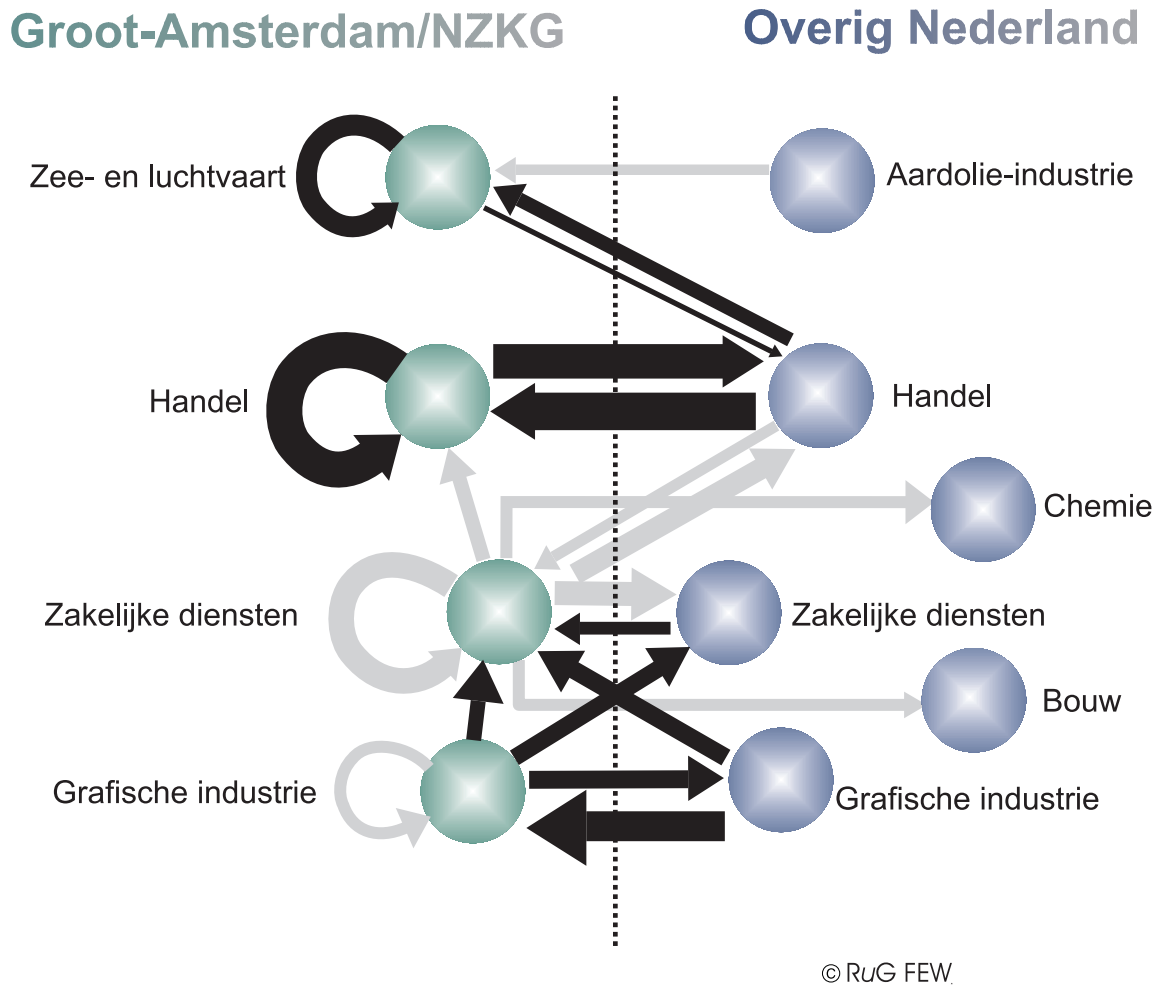 Groot-Amsterdam/NZKG
Overig Nederland
Zee- en luchtvaart
Aardolie-industrie
Handel
Handel
Chemie
Zakelijke diensten
Zakelijke diensten
Bouw
Grafische industrie
Grafische industrie
© RuG FEW.